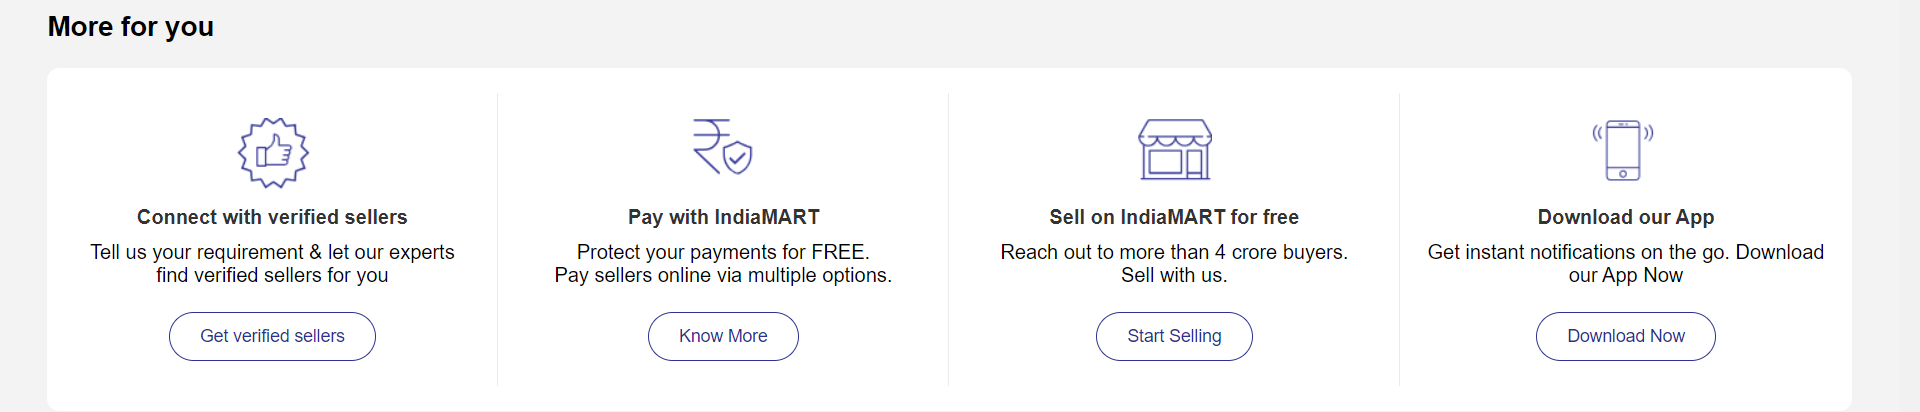 More for you
Connect with verified sellers
Tell us your requirement & let our experts
find verified sellers for you
Get verified sellers
Pay with IndiaMART
Protect your payments for FREE.
Pay sellers online via multiple options.
Know More
Sell on IndiaMART for free
Reach out to more than 4 crore buyers.
Sell with us.
Start Selling
Download our App
Get instant notifications on the go. Download
our App Now
Download Now